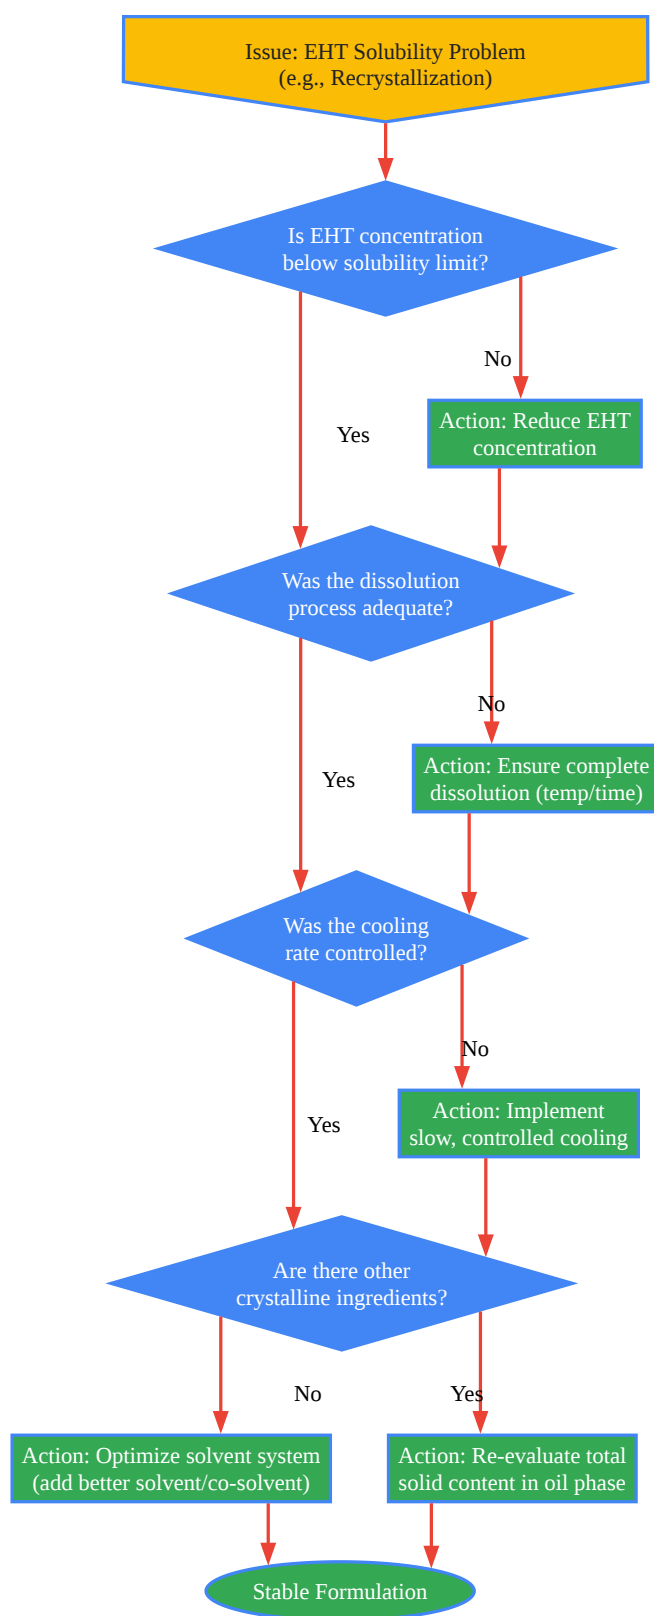 Issue: EHT Solubility Problem
(e.g., Recrystallization)
Is EHT concentration
below solubility limit?
No
Action: Reduce EHT
concentration
Yes
Was the dissolution
process adequate?
No
Action: Ensure complete
dissolution (temp/time)
Yes
Was the cooling
rate controlled?
No
Action: Implement
slow, controlled cooling
Yes
Are there other
crystalline ingredients?
No
Yes
Action: Optimize solvent system
(add better solvent/co-solvent)
Action: Re-evaluate total
solid content in oil phase
Stable Formulation